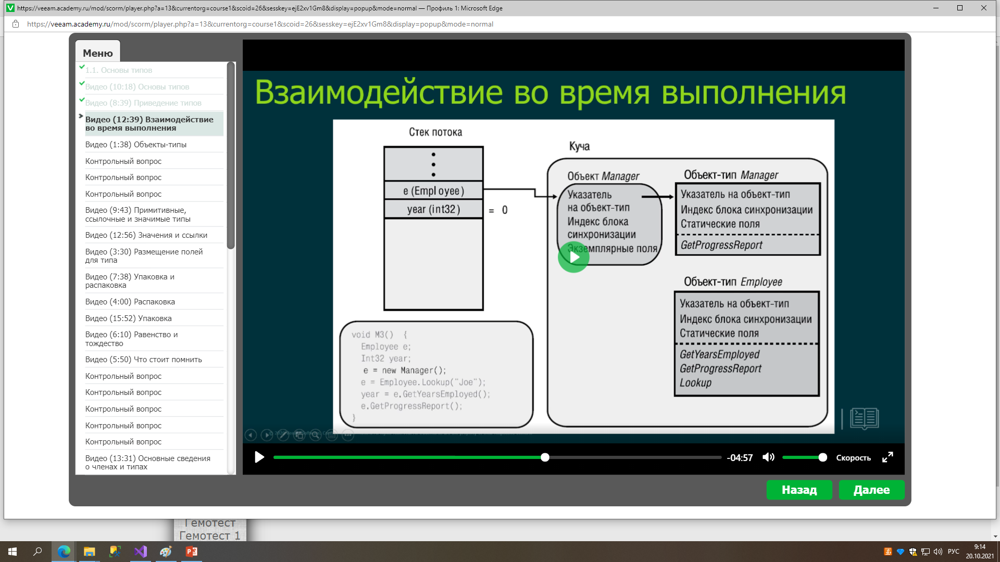 https://veeam.academy.ru/mod/scorm/player.php?a=13&currentorg=course1&scoid=26&sesskey=ejE2xv1Gm8&display=popup&mode=normal — Профиль 1: Microsoft Edge
https://veeam.academy.ru/mod/scorm/player.php?a=13&currentorg=course1&scoid=26&sesskey=ejE2xv1Gm8&display=popup&mode=normal
Меню
1.1. Основы типов
Видео (10:18) Основы типов
Видео (8:39) Приведение типов
Видео (12:39) Взаимодействие
во время выполнения
Видео (1:38) Объекты-типы
Контрольный вопрос
Контрольный вопрос
Контрольный вопрос
Видео (9:43) Примитивные,
ссылочные и значимые типы
Видео (12:56) Значения и ссылки
Видео (3:30) Размещение полей
для типа
Видео (7:38) Упаковка и
распаковка
Видео (4:00) Распаковка
Видео (15:52) Упаковка
Видео (6:10) Равенство и
тождество
Видео (5:50) Что стоит помнить
Контрольный вопрос
Контрольный вопрос
Контрольный вопрос
Контрольный вопрос
Контрольный вопрос
Видео (13:31) Основные сведения
о членах и типах
Взаимодействие во время выполнения
Стек потока
e (Employee)
year (int32)
= 0
Куча
Объект Manager
Указатель
на объект-тип
Индекс блока
синхронизации
Экземплярные поля
Объект-тип Manager
Указатель на объект-тип
Индекс блока синхронизации
Статические поля
GetProgressReport
Объект-тип Employee
Указатель на объект-тип
Индекс блока синхронизации
Статические поля
GetYearsEmployed
GetProgressReport
Lookup
void M3() {
Employee e;
Int32 year;
e = new Manager();
e = Employee.Lookup("Joe");
year = e.GetYearsEmployed();
e.GetProgressReport();
}
-04:57
Скорость
Назад
Далее
Гемотест
Гемотест 1
РУС
9:14
20.10.2021